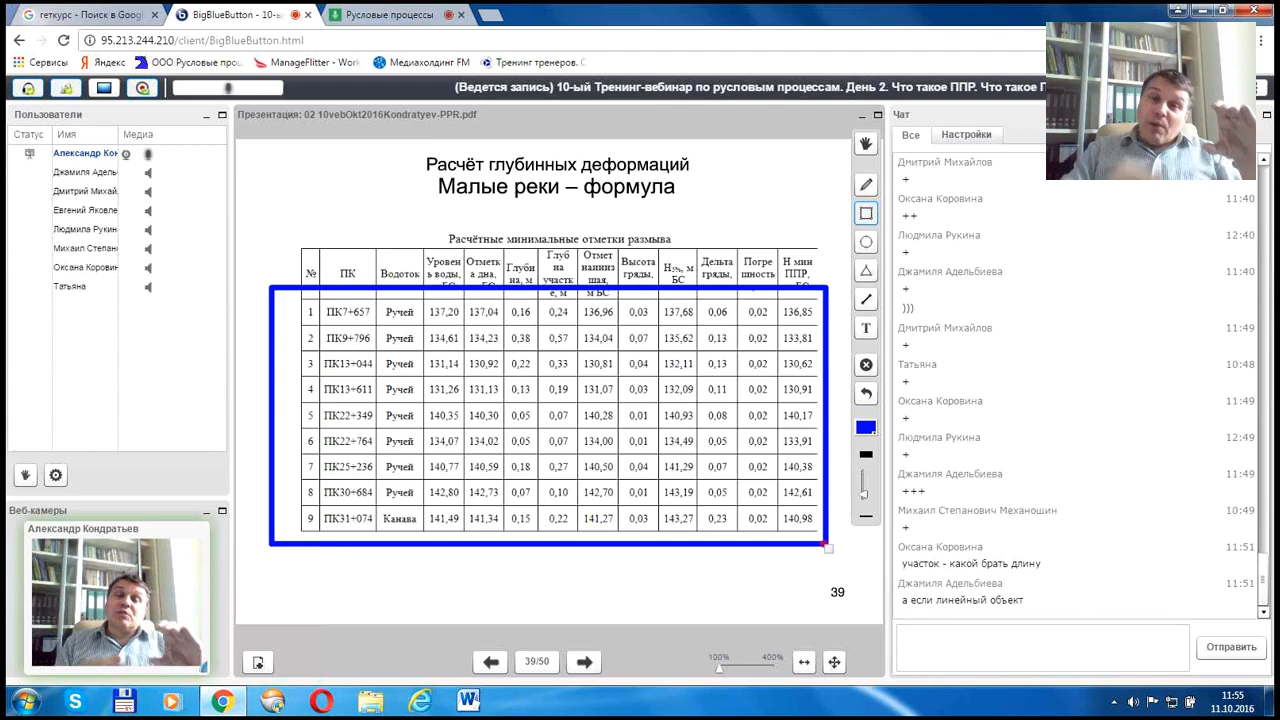 геткурс - Поиск в Goog
BigBlueButton - 10-ы
Русловые процессы
95.213.244.210/client/BigBlueButton.html
Сервисы
Яндекс
ООО Русловые проц
ManageFlitter - Work
Медиахолдинг FM
Тренинг тренеров. С
(Ведется запись) 10-ый Тренинг-вебинар по русловым процессам. День 2. Что такое ППР. Что такое Г
Пользователи
Статус Имя Медиа
Александр Кон
Джамиля Адель
Дмитрий Михай
Евгений Яковле
Людмила Рукин
Михаил Степан
Оксана Коровин
Татьяна
Веб-камеры
Александр Кондратьев
Презентация: 02 10vebOkt2016Kondratyev-PPR.pdf
Расчёт глубинных деформаций
Малые реки – формула
Расчётные минимальные отметки размыва
№ ПК Водоток Уровен ь воды, Отметк а дна, Глуби на, м Глуб на участк е, м Отмет наинниз шая, м БС Высота гряды, H5%, м БС Дельта гряды, Погре шность Н мин ППР,
1 ПК7+657 Ручей 137,20 137,04 0,16 0,24 136,96 0,03 137,68 0,06 0,02 136,85
2 ПК9+796 Ручей 134,61 134,23 0,38 0,57 134,04 0,07 135,62 0,13 0,02 133,81
3 ПК13+044 Ручей 131,14 130,92 0,22 0,33 130,81 0,04 132,11 0,13 0,02 130,62
4 ПК13+611 Ручей 131,26 131,13 0,13 0,19 131,07 0,03 132,09 0,11 0,02 130,91
5 ПК22+349 Ручей 140,35 140,30 0,05 0,07 140,28 0,01 140,93 0,08 0,02 140,17
6 ПК22+764 Ручей 134,07 134,02 0,05 0,07 134,00 0,01 134,49 0,05 0,02 133,91
7 ПК25+236 Ручей 140,77 140,59 0,18 0,27 140,50 0,04 141,29 0,07 0,02 140,38
8 ПК30+684 Ручей 142,80 142,73 0,07 0,10 142,70 0,01 143,19 0,05 0,02 142,61
9 ПК31+074 Канава 141,49 141,34 0,15 0,22 141,27 0,03 143,27 0,23 0,02 140,98
39
39/50
100% 400%
T
Чат
Все Настройки
Дмитрий Михайлов
+
Оксана Коровина 11:40
++
Людмила Рукина 12:40
+
Джамиля Адельбиева 11:40
+
)))
Дмитрий Михайлов 11:49
+
Татьяна 10:48
+
Оксана Коровина 11:49
+
Людмила Рукина 12:49
+
Джамиля Адельбиева 11:49
+++
Михаил Степанович Механошин 10:49
+
Оксана Коровина 11:51
участок - какой брать длину
Джамиля Адельбиева 11:51
а если линейный объект
Отправить
11:55
11.10.2016